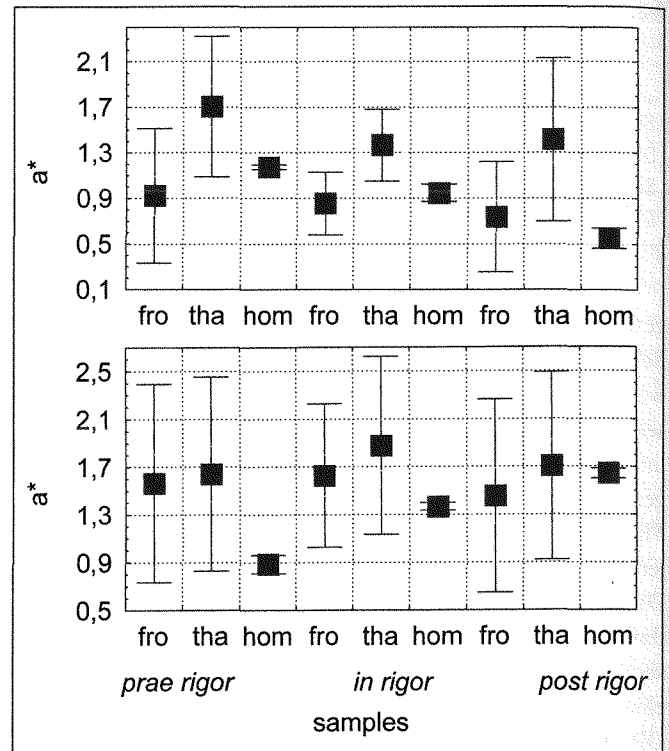 a*
2,1
1,7
1,3
0,9
0,5
0,1
fro tha hom fro tha hom fro tha hom
a*
2,5
2,1
1,7
1,3
0,9
0,5
fro tha hom fro tha hom fro tha hom
prae rigor in rigor post rigor
samples